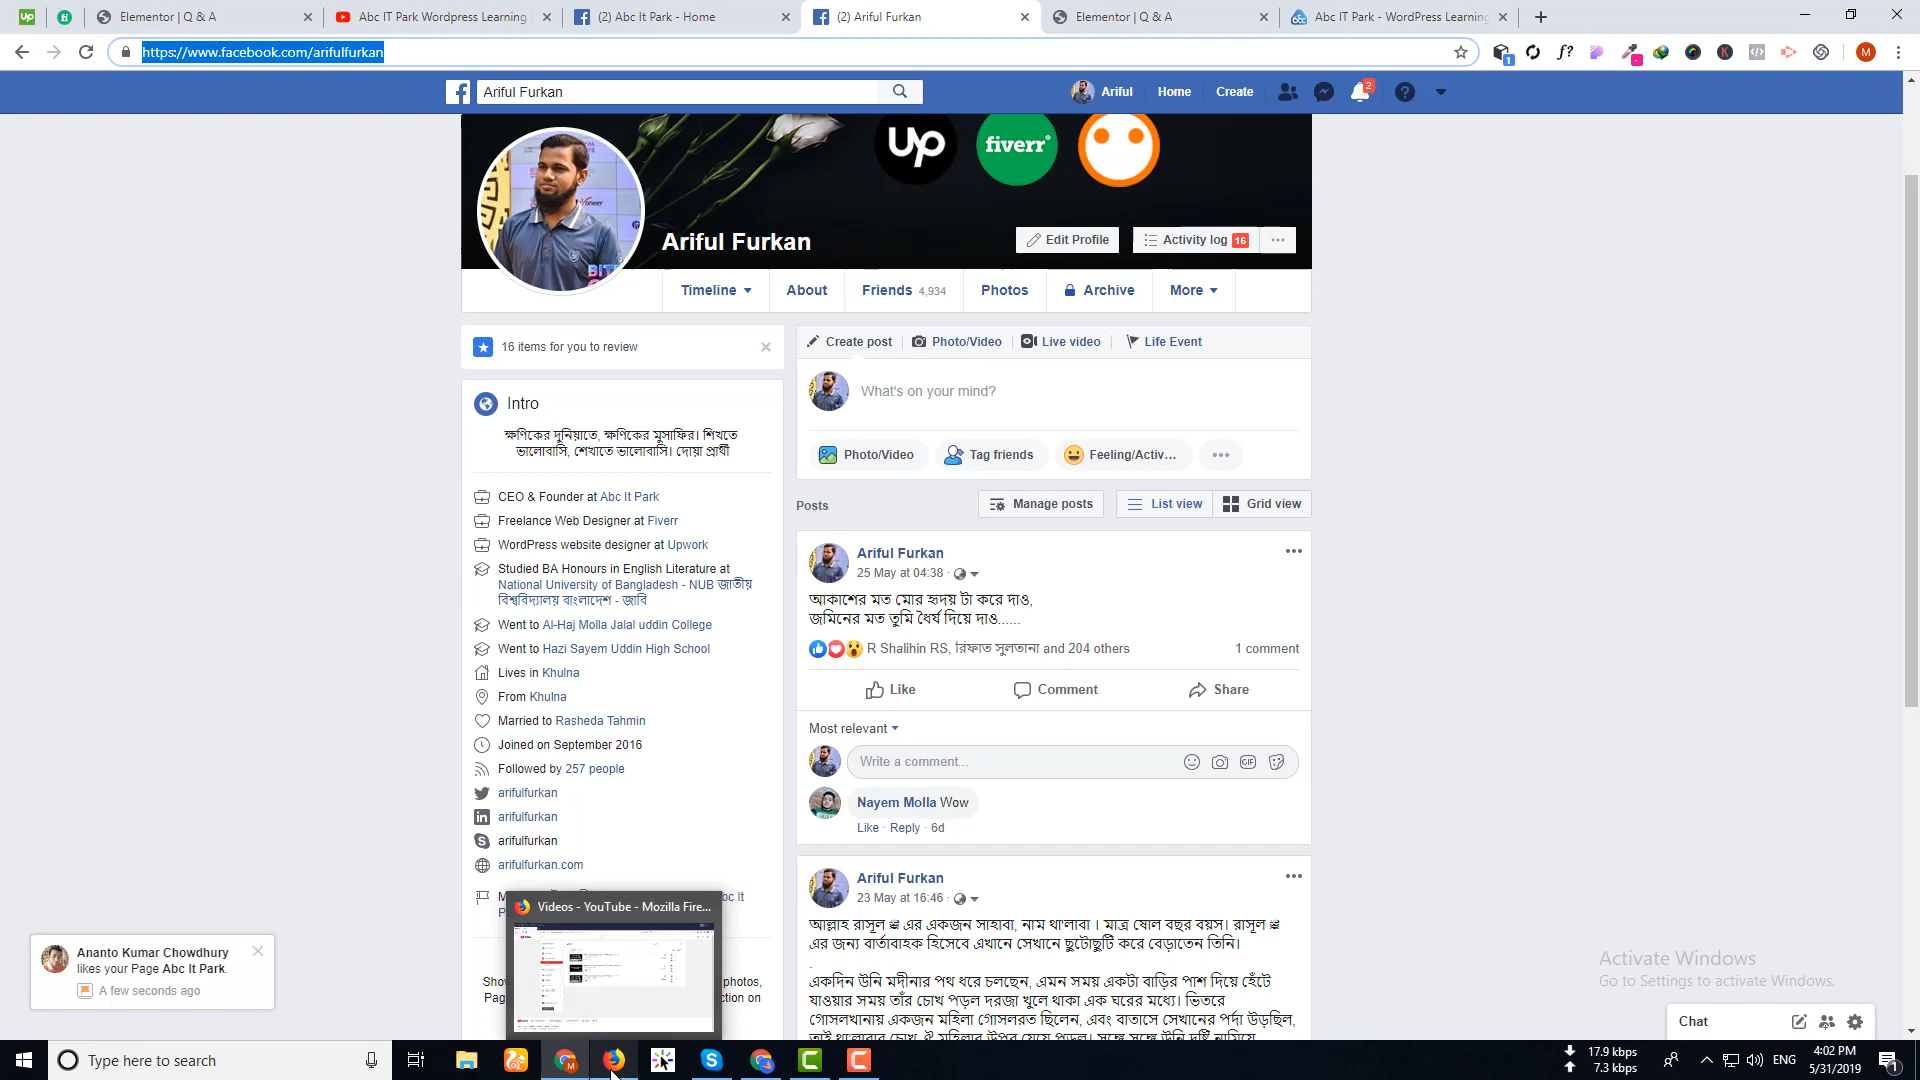 Elementor | Q & A
Abc IT Park Wordpress Learning
(2) Abc It Park - Home
(2) Ariful Furkan
Elementor | Q & A
Abc IT Park - WordPress Learning
https://www.facebook.com/arifulfurkan
Ariful Furkan
Ariful
Home
Create
2
up
fiverr
Ariful Furkan
Edit Profile
Activity log 16
Timeline
About
Friends 4,934
Photos
Archive
More
16 items for you to review
Intro
ক্ষণিকের দুনিয়াতে, ক্ষণিকের মুসাফির। শিখতে
ভালোবাসি, শেখাতে ভালোবাসি। দোয়া প্রার্থী
CEO & Founder at Abc It Park
Freelance Web Designer at Fiverr
WordPress website designer at Upwork
Studied BA Honours in English Literature at
National University of Bangladesh - NUB জাতীয়
বিশ্ববিদ্যালয় বাংলাদেশ - জাবি
Went to Al-Haj Molla Jalal uddin College
Went to Hazi Sayem Uddin High School
Lives in Khulna
From Khulna
Married to Rasheda Tahmin
Joined on September 2016
Followed by 257 people
arifulfurkan
arifulfurkan
arifulfurkan
arifulfurkan.com
Create post
Photo/Video
Live video
Life Event
What's on your mind?
Photo/Video
Tag friends
Feeling/Activ...
Posts
Manage posts
List view
Grid view
Ariful Furkan
25 May at 04:38
আকাশের মত মোর হৃদয় টা করে দাও,
জমিনের মত তুমি ধৈর্য দিয়ে দাও......
R Shalihin RS, রিফাত সুলতানা and 204 others
1 comment
Like
Comment
Share
Most relevant
Write a comment...
GIF
Nayem Molla Wow
Like · Reply · 6d
Ariful Furkan
23 May at 16:46
আল্লাহ রাসূল ﷺ এর একজন সাহাবা, নাম থা'লাবা। মাত্র ষোল বছর বয়স। রাসূল ﷺ
এর জন্য বার্তাবাহক হিসেবে এখানে সেখানে ছুটোছুটি করে বেড়াতেন তিনি।
.
একদিন উনি মদীনার পথ ধরে চলছেন, এমন সময় একটা বাড়ির পাশ দিয়ে হেঁটে
যাওয়ার সময় তাঁর চোখ পড়ল দরজা খুলে থাকা এক ঘরের মধ্যে। ভিতরে
গোসলখানায় একজন মহিলা গোসলরত ছিলেন, এবং বাতাসে সেখানের পর্দা উড়ছিল,
Videos - YouTube - Mozilla Fire...
Ananto Kumar Chowdhury
likes your Page Abc It Park.
A few seconds ago
Activate Windows
Go to Settings to activate Windows.
Chat
Type here to search
17.9 kbps
7.3 kbps
ENG
4:02 PM
5/31/2019
1